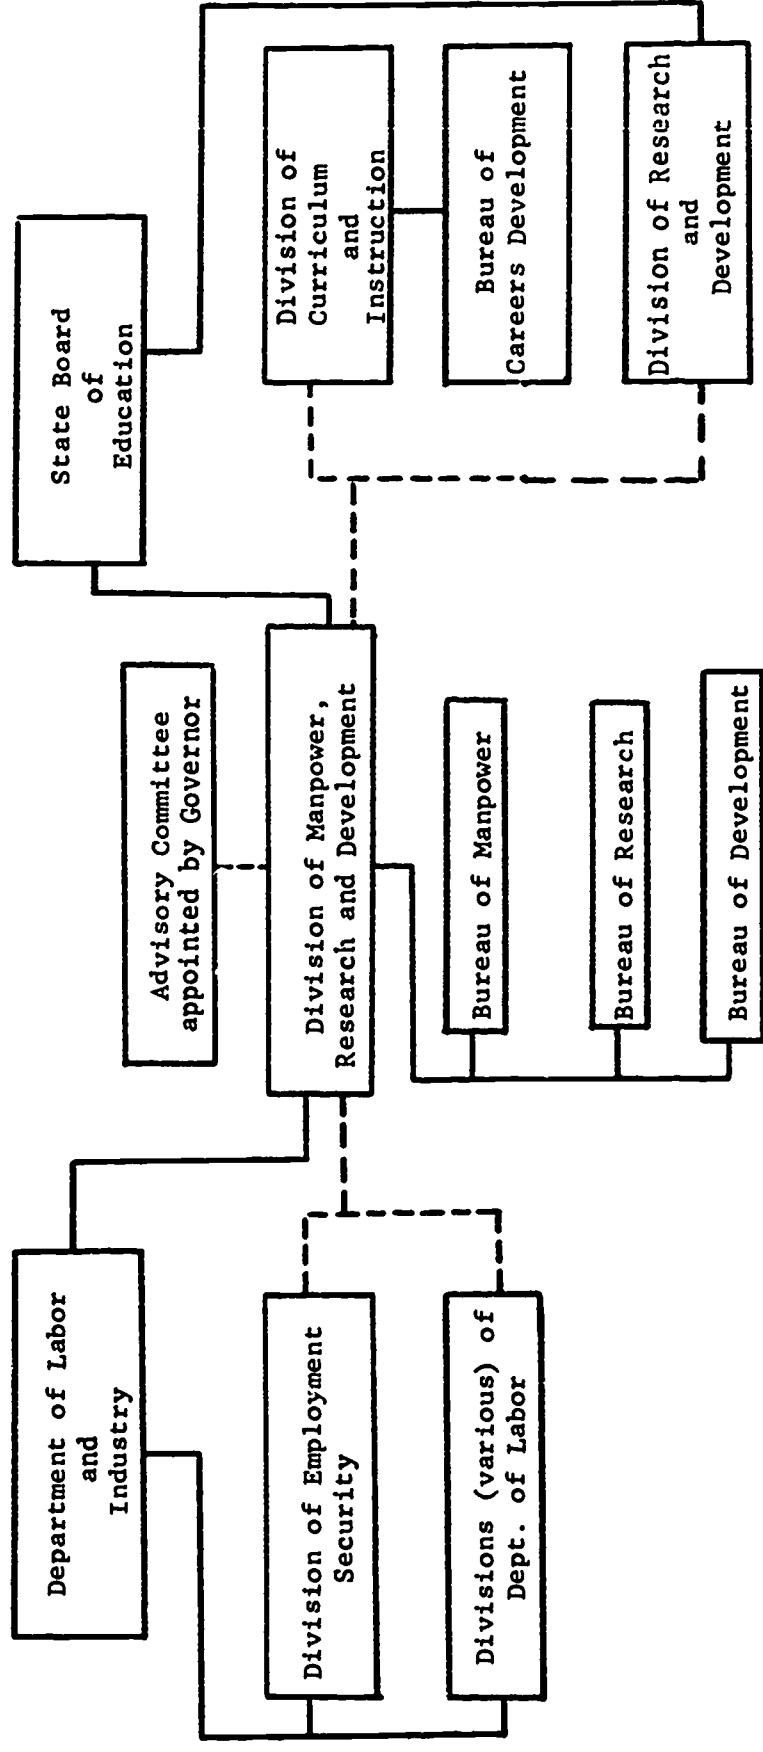 Department of Labor
and
Industry
State Board
of
Education
Advisory Committee
appointed by Governor
Division of Employment
Security
Division of Manpower,
Research and Development
Division of
Curriculum
and
Instruction
Divisions (various) of
Dept. of Labor
Bureau of Manpower
Bureau of
Careers Development
Bureau of Research
Division of Research
and
Development
Bureau of Development